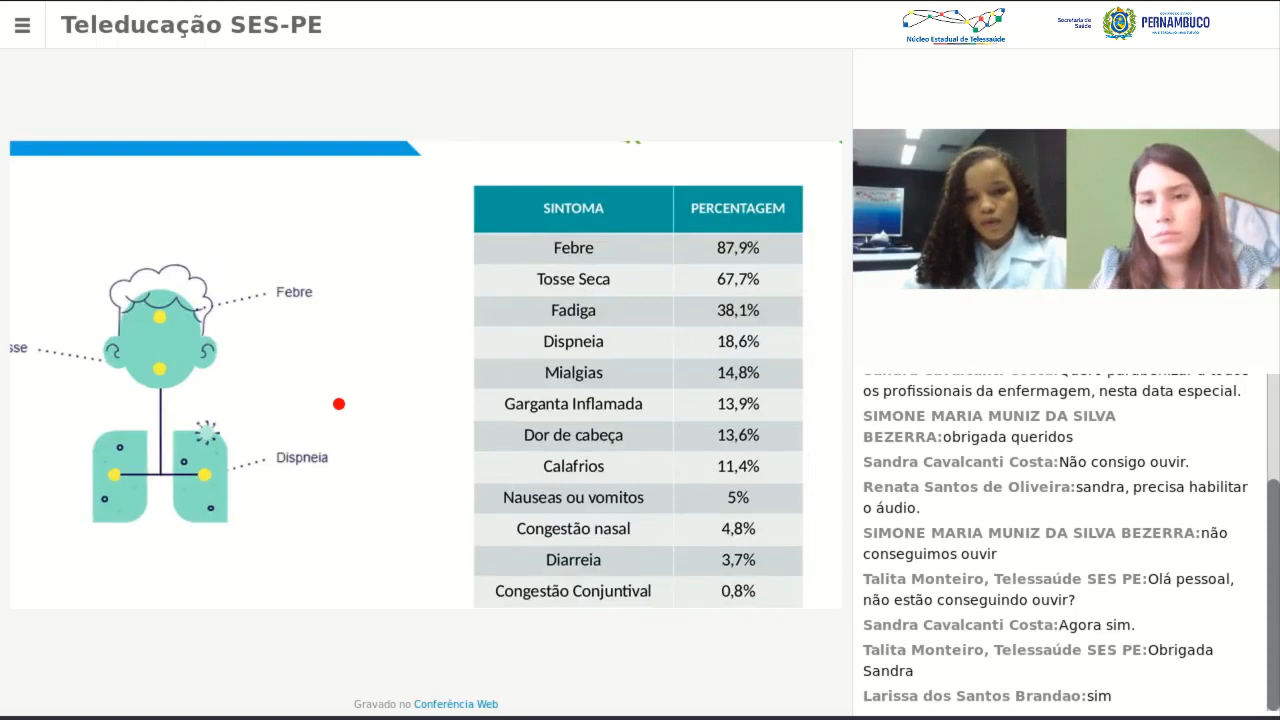 Teleducação SES-PE
Núcleo Estadual de Telessaúde
Secretaria de
Saúde
PERNAMBUCO
SINTOMA PERCENTAGEM
Febre 87,9%
Tosse Seca 67,7%
Fadiga 38,1%
Dispneia 18,6%
Mialgias 14,8%
Garganta Inflamada 13,9%
Dor de cabeça 13,6%
Calafrios 11,4%
Nauseas ou vomitos 5%
Congestão nasal 4,8%
Diarreia 3,7%
Congestão Conjuntival 0,8%
Febre
sse
Dispneia
os profissionais da enfermagem, nesta data especial.
SIMONE MARIA MUNIZ DA SILVA
BEZERRA:obrigada queridos
Sandra Cavalcanti Costa:Não consigo ouvir.
Renata Santos de Oliveira:sandra, precisa habilitar
o áudio.
SIMONE MARIA MUNIZ DA SILVA BEZERRA:não
conseguimos ouvir
Talita Monteiro, Telessaúde SES PE:Olá pessoal,
não estão conseguindo ouvir?
Sandra Cavalcanti Costa:Agora sim.
Talita Monteiro, Telessaúde SES PE:Obrigada
Sandra
Larissa dos Santos Brandao:sim
Gravado no Conferência Web